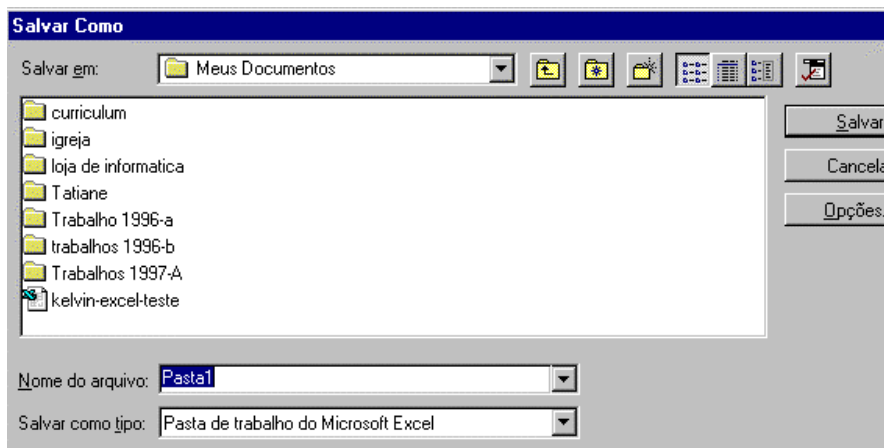 Salvar Como
Salvar em: Meus Documentos
curriculum
igreja
loja de informatica
Tatiane
Trabalho 1996-a
trabalhos 1996-b
Trabalhos 1997-A
kelvin-excel-teste
Salvar
Cancela
Opções.
Nome do arquivo: Pasta1
Salvar como tipo: Pasta de trabalho do Microsoft Excel